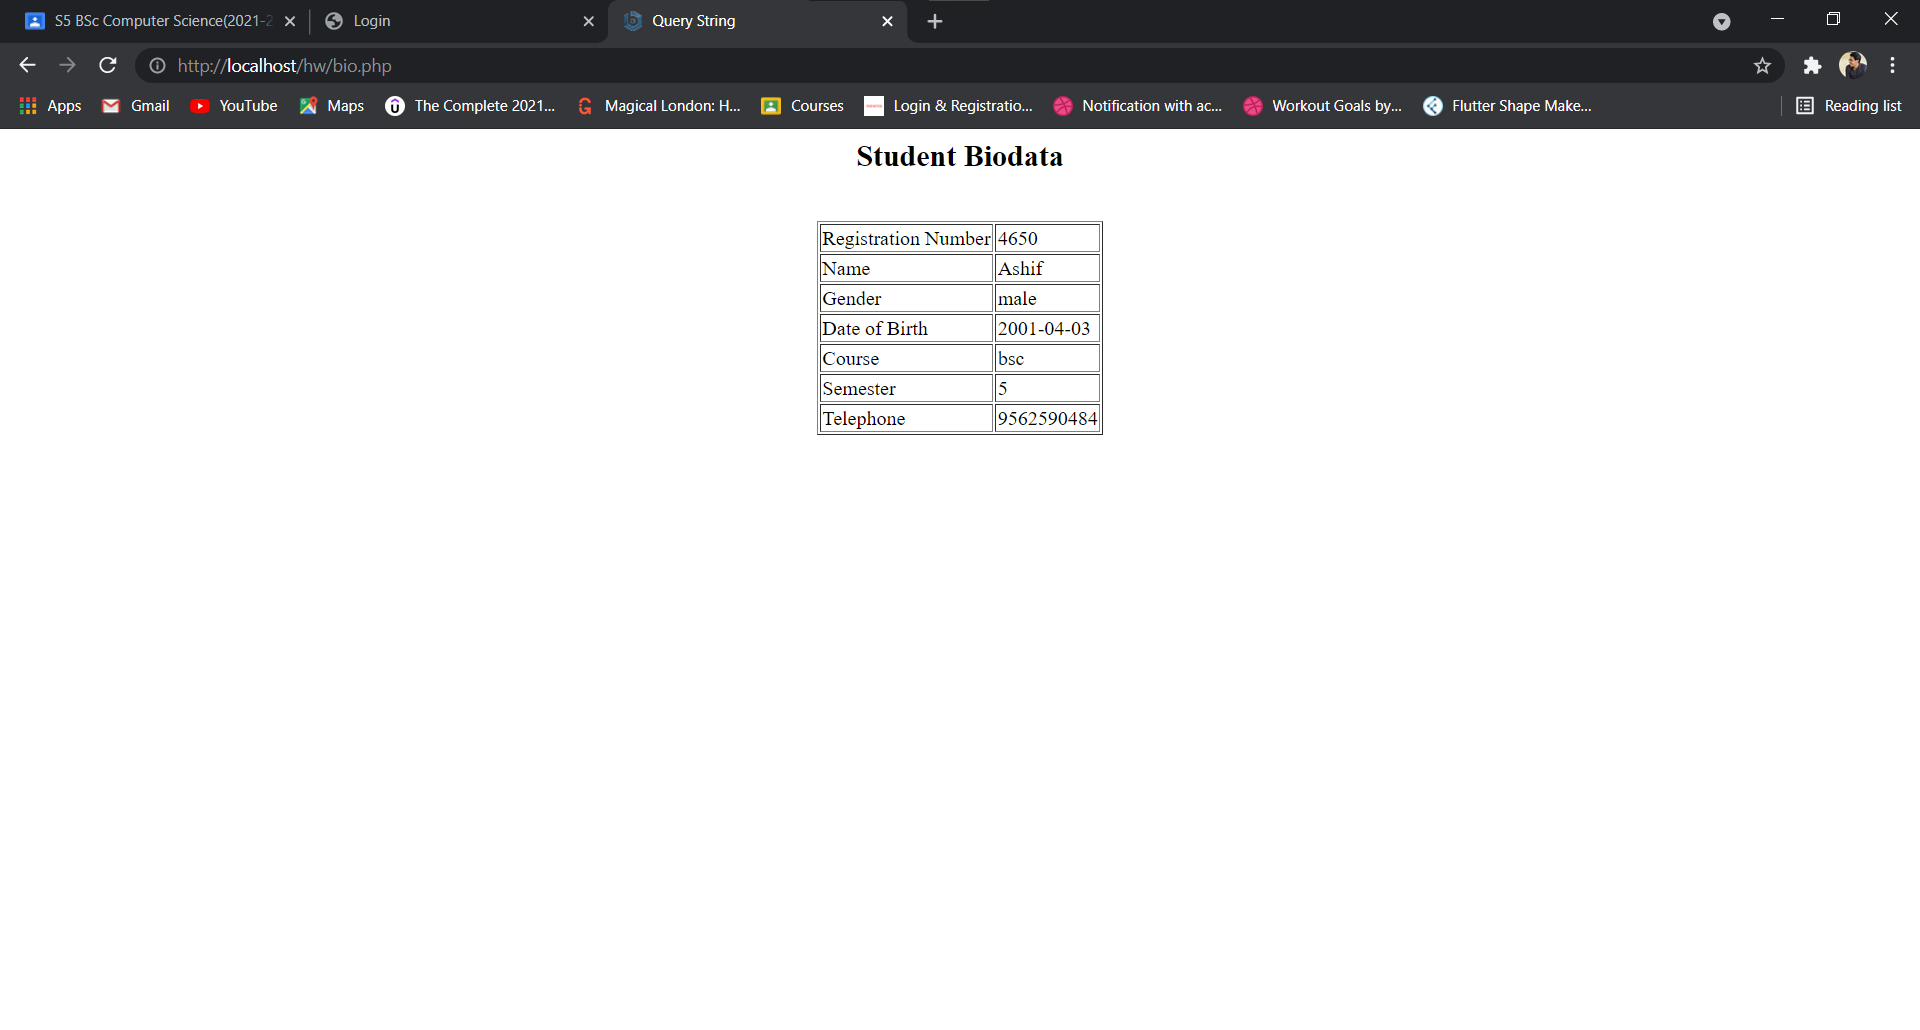 S5 BSc Computer Science(2021-2
Login
Query String
http://localhost/hw/bio.php
Apps
Gmail
YouTube
Maps
The Complete 2021...
Magical London: H...
Courses
Login & Registratio...
Notification with ac...
Workout Goals by...
Flutter Shape Make...
Reading list
Student Biodata
Registration Number 4650
Name Ashif
Gender male
Date of Birth 2001-04-03
Course bsc
Semester 5
Telephone 9562590484